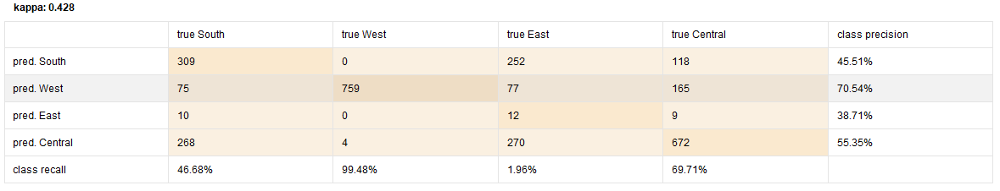 kappa: 0.428
true South true West true East true Central class precision
pred. South 309 0 252 118 45.51%
pred. West 75 759 77 165 70.54%
pred. East 10 0 12 9 38.71%
pred. Central 268 4 270 672 55.35%
class recall 46.68% 99.48% 1.96% 69.71%